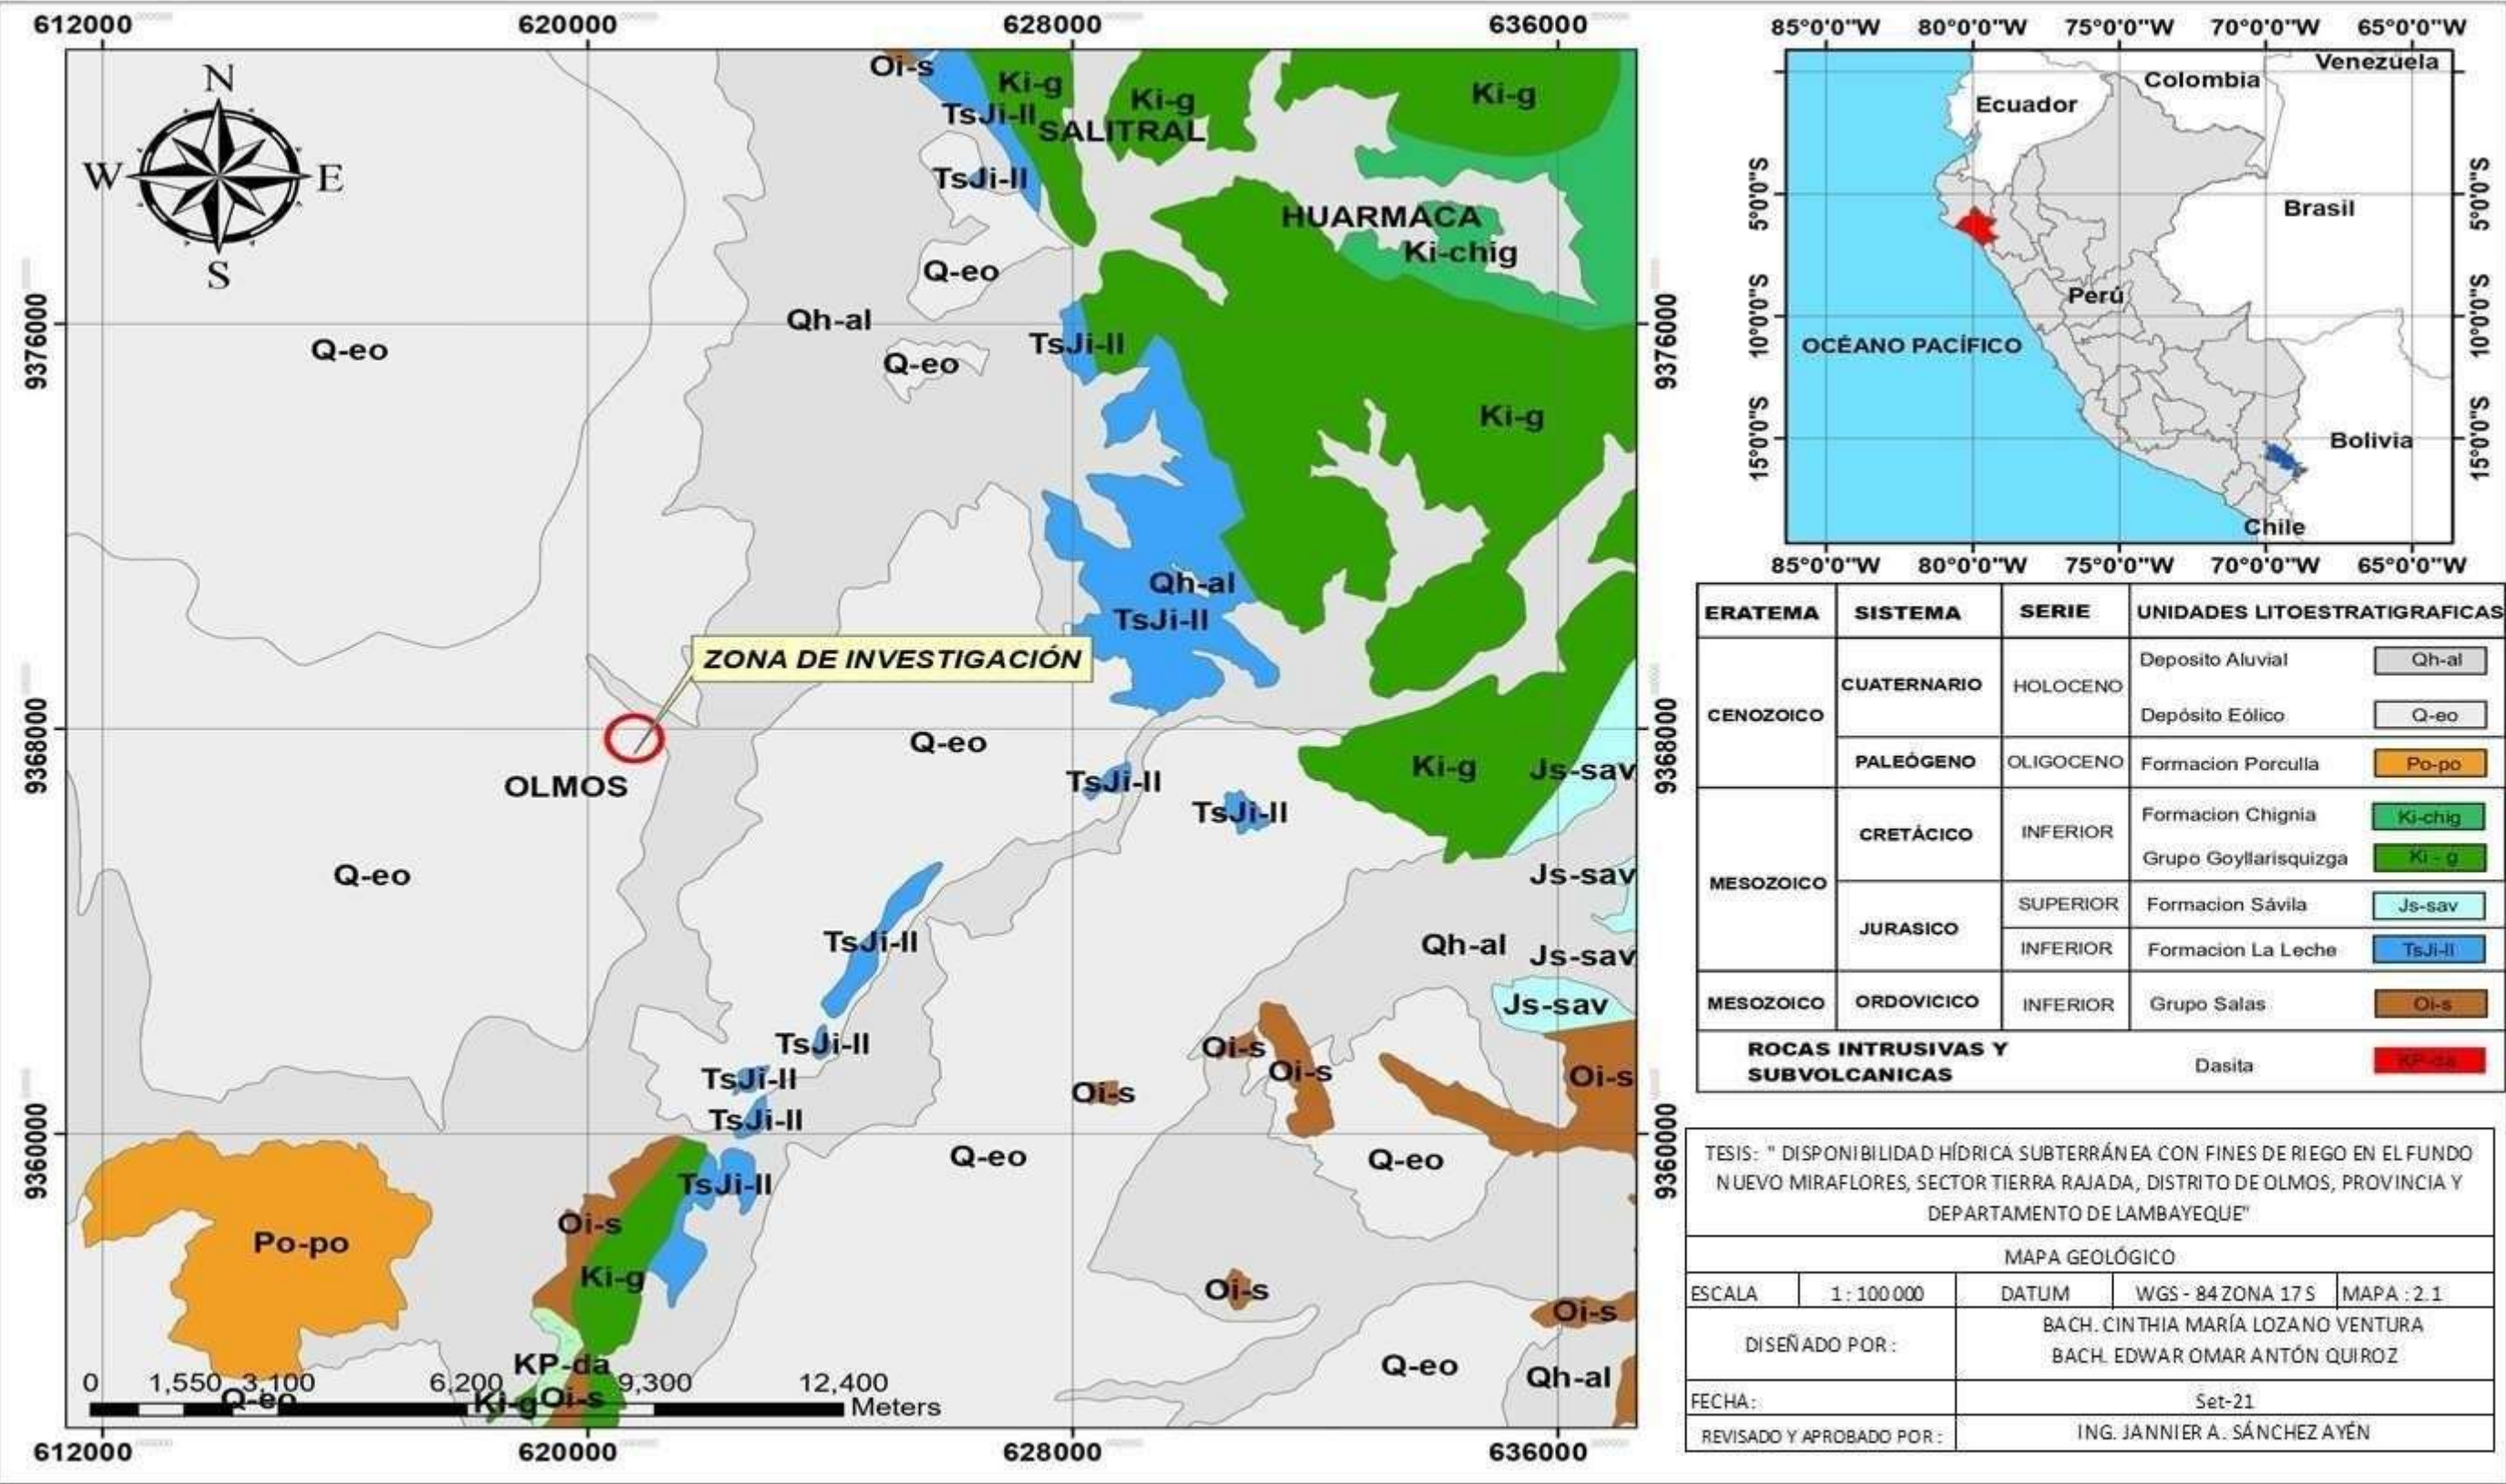 612000
620000
628000
636000
N
W
E
S
9376000
9368000
9360000
Oi-s
Ki-g
Ki-g
Ki-g
TsJi-ll
SALITRAL
TsJi-ll
HUARMACA
Ki-chig
Q-eo
Qh-al
Q-eo
TsJi-ll
Q-eo
Ki-g
Qh-al
TsJi-ll
ZONA DE INVESTIGACIÓN
Q-eo
OLMOS
TsJi-ll
Ki-g
Js-sav
TsJi-ll
Q-eo
Js-sav
TsJi-ll
Qh-al
Js-sav
Js-sav
TsJi-ll
Oi-s
Oi-s
Oi-s
TsJi-ll
Oi-s
TsJi-ll
Q-eo
Q-eo
TsJi-ll
Oi-s
Po-po
Ki-g
Oi-s
Oi-s
KP-da
Q-eo
Qh-al
0 1,550 3,100 6,200 9,300 12,400
Q-eo
Ki-g
Oi-s
Meters
9376000
9368000
9360000
612000
620000
628000
636000
85°0'0"W 80°0'0"W 75°0'0"W 70°0'0"W 65°0'0"W
Venezuela
Colombia
Ecuador
Brasil
Perú
OCÉANO PACÍFICO
Bolivia
Chile
5°0'0"S
10°0'0"S
15°0'0"S
5°0'0"S
10°0'0"S
15°0'0"S
85°0'0"W 80°0'0"W 75°0'0"W 70°0'0"W 65°0'0"W
ERATEMA SISTEMA SERIE UNIDADES LITOESTRATIGRAFICAS
CENOZOICO CUATERNARIO HOLOCENO Deposito Aluvial Qh-al
Depósito Eólico Q-eo
PALEÓGENO OLIGOCENO Formacion Porculla Po-po
MESOZOICO CRETÁCICO INFERIOR Formacion Chignia Ki-chig
Grupo Goyllarisquizga Ki - g
JURASICO SUPERIOR Formacion Sávila Js-sav
INFERIOR Formacion La Leche TsJi-ll
MESOZOICO ORDOVICICO INFERIOR Grupo Salas Oi-s
ROCAS INTRUSIVAS Y
SUBVOLCANICAS
Dasita KP-da
TESIS: " DISPONIBILIDAD HÍDRICA SUBTERRÁNEA CON FINES DE RIEGO EN EL FUNDO
NUEVO MIRAFLORES, SECTOR TIERRA RAJADA, DISTRITO DE OLMOS, PROVINCIA Y
DEPARTAMENTO DE LAMBAYEQUE"
MAPA GEOLÓGICO
ESCALA 1 : 100 000 DATUM WGS - 84 ZONA 17 S MAPA : 2.1
DISEÑADO POR :
BACH. CINTHIA MARÍA LOZANO VENTURA
BACH. EDWAR OMAR ANTÓN QUIROZ
FECHA: Set-21
REVISADO Y APROBADO POR : ING. JANNIER A. SÁNCHEZ AYÉN